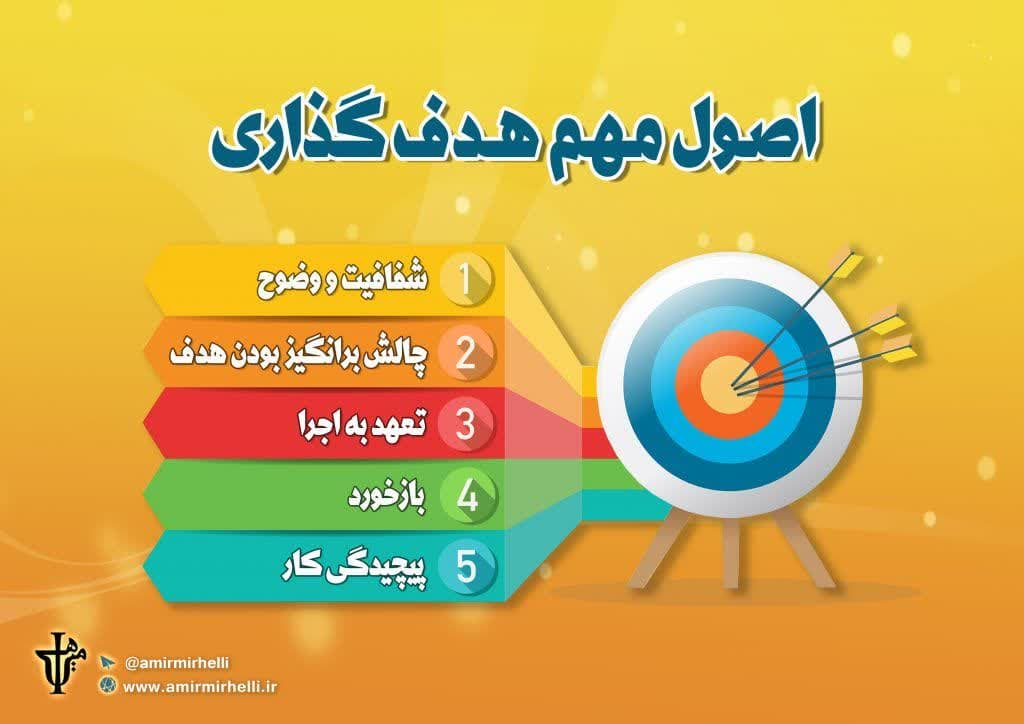 اصول مهم هدف گذاری
1 شفافیت و وضوح
2 چالش برانگیز بودن هدف
3 تعهد به اجرا
4 بازخورد
5 پیچیدگی کار
@amirmirhelli
www.amirmirhelli.ir